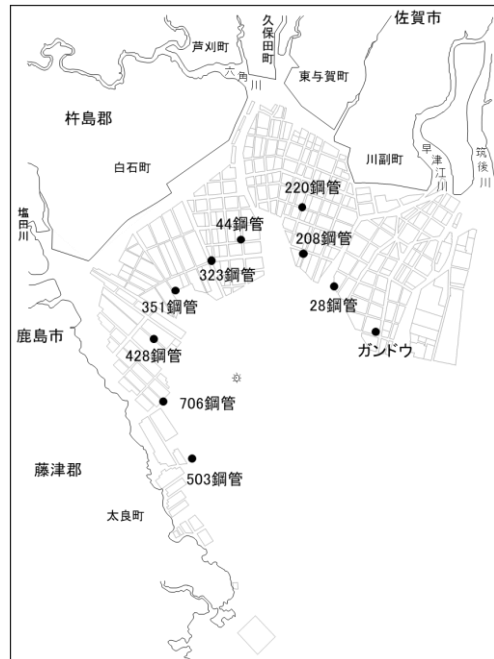 佐賀市
久保田町
芦刈町
東与賀町
六角川
杵島郡
川副町
早津江川
筑後川
白石町
220鋼管
塩田川
44鋼管
208鋼管
323鋼管
351鋼管
28鋼管
鹿島市
428鋼管
ガンドウ
706鋼管
藤津郡
503鋼管
太良町